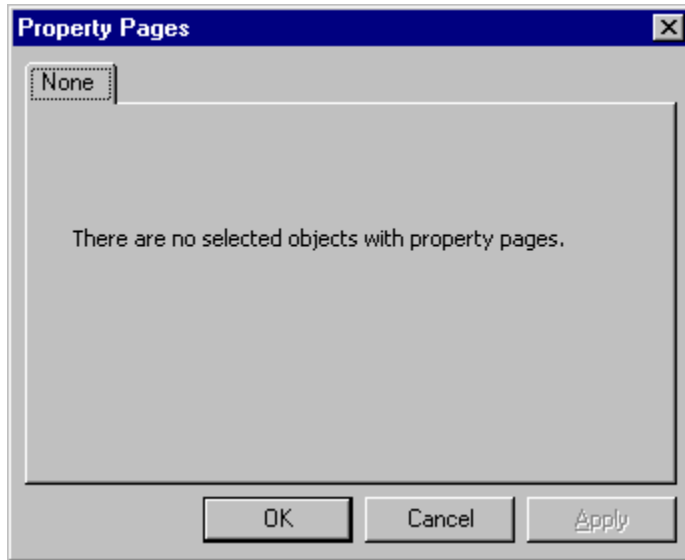 Property Pages
None
There are no selected objects with property pages.
OK
Cancel
Apply